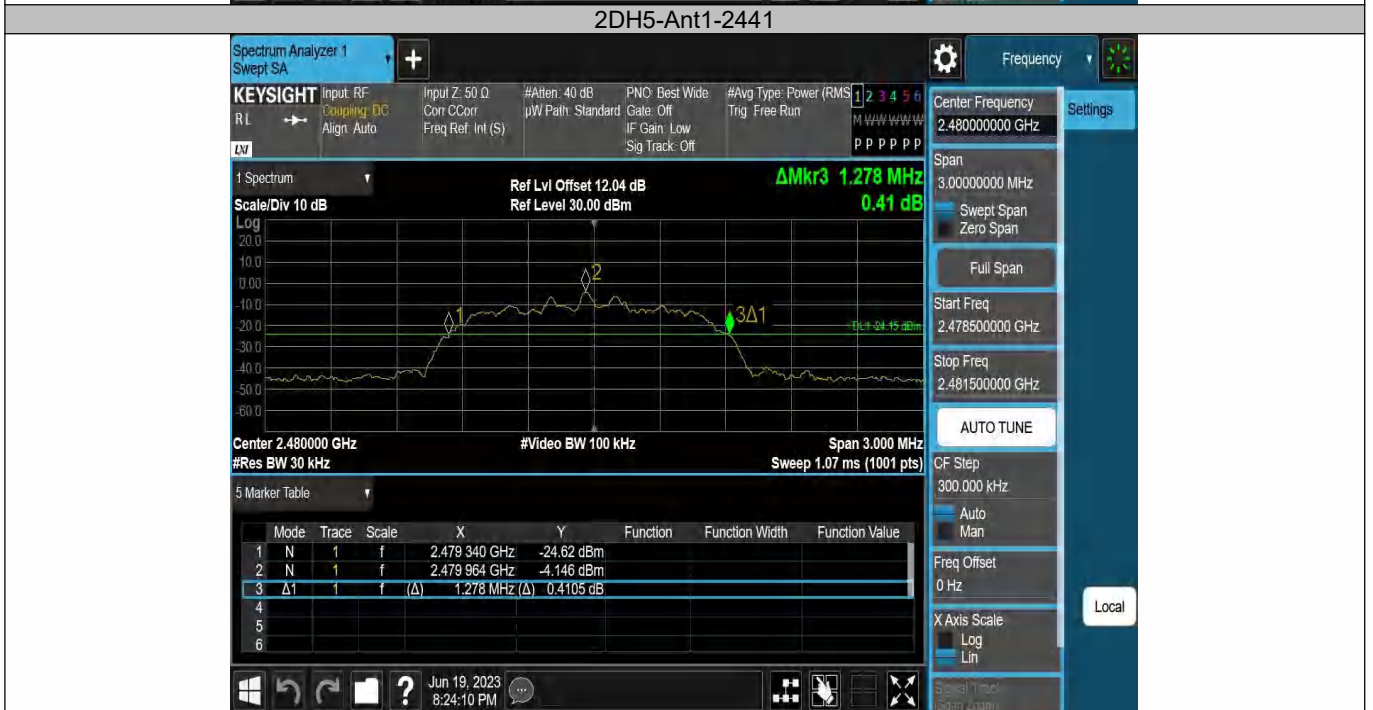 2DH5-Ant1-2441
Spectrum Analyzer 1
Swept SA
+
Frequency
KEYSIGHT
RL
LXI
Input: RF
Coupling: DC
Align: Auto
Input Z: 50 Ω
Corr CCorr
Freq Ref: Int (S)
#Atten: 40 dB
µW Path: Standard
PNO: Best Wide
Gate: Off
IF Gain: Low
Sig Track: Off
#Avg Type: Power (RMS
Trig: Free Run
1 2 3 4 5 6
M W W W W W
P P P P P P
Center Frequency
2.480000000 GHz
Settings
Span
3.00000000 MHz
Swept Span
Zero Span
Full Span
Start Freq
2.478500000 GHz
Stop Freq
2.481500000 GHz
AUTO TUNE
CF Step
300.000 kHz
Auto
Man
Freq Offset
0 Hz
X Axis Scale
Log
Lin
Local
1 Spectrum
Scale/Div 10 dB
Ref Lvl Offset 12.04 dB
Ref Level 30.00 dBm
ΔMkr3 1.278 MHz
0.41 dB
Log
20.0
10.0
0.00
-10.0
-20.0
-30.0
-40.0
-50.0
-60.0
1
2
3Δ1
DL1 -24.15 dBm
Center 2.480000 GHz
#Video BW 100 kHz
Span 3.000 MHz
#Res BW 30 kHz
Sweep 1.07 ms (1001 pts)
5 Marker Table
Mode Trace Scale X Y Function Function Width Function Value
1 N 1 f 2.479 340 GHz -24.62 dBm
2 N 1 f 2.479 964 GHz -4.146 dBm
3 Δ1 1 f (Δ) 1.278 MHz (Δ) 0.4105 dB
4
5
6
?
Jun 19, 2023
8:24:10 PM